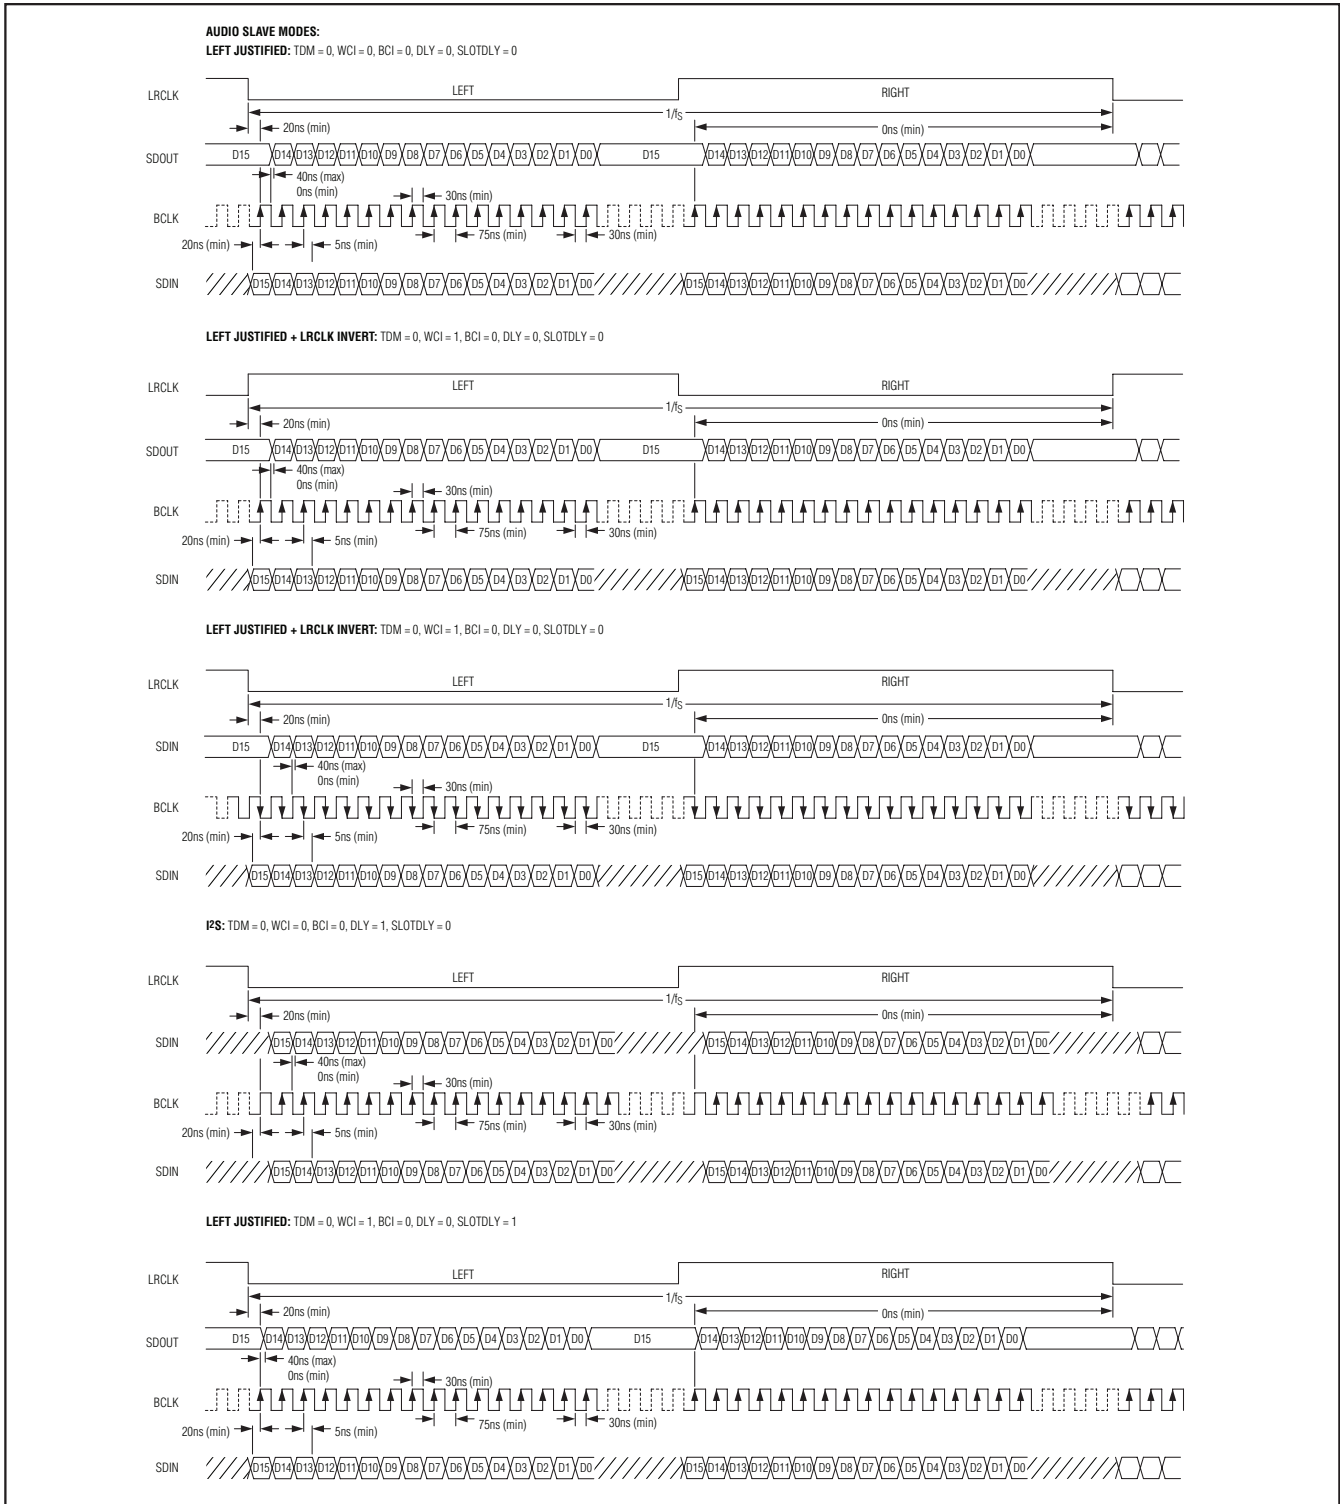 AUDIO SLAVE MODES:
LEFT JUSTIFIED: TDM = 0, WCI = 0, BCI = 0, DLY = 0, SLOTDLY = 0
LRCLK LEFT RIGHT
1/fS
20ns (min) 0ns (min)
SDOUT D15 D14 D13 D12 D11 D10 D9 D8 D7 D6 D5 D4 D3 D2 D1 D0 D15 D14 D13 D12 D11 D10 D9 D8 D7 D6 D5 D4 D3 D2 D1 D0
40ns (max)
0ns (min) 30ns (min)
BCLK
20ns (min) 5ns (min) 75ns (min) 30ns (min)
SDIN D15 D14 D13 D12 D11 D10 D9 D8 D7 D6 D5 D4 D3 D2 D1 D0 D15 D14 D13 D12 D11 D10 D9 D8 D7 D6 D5 D4 D3 D2 D1 D0
LEFT JUSTIFIED + LRCLK INVERT: TDM = 0, WCI = 1, BCI = 0, DLY = 0, SLOTDLY = 0
LRCLK LEFT RIGHT
1/fS
20ns (min) 0ns (min)
SDOUT D15 D14 D13 D12 D11 D10 D9 D8 D7 D6 D5 D4 D3 D2 D1 D0 D15 D14 D13 D12 D11 D10 D9 D8 D7 D6 D5 D4 D3 D2 D1 D0
40ns (max)
0ns (min) 30ns (min)
BCLK
20ns (min) 5ns (min) 75ns (min) 30ns (min)
SDIN D15 D14 D13 D12 D11 D10 D9 D8 D7 D6 D5 D4 D3 D2 D1 D0 D15 D14 D13 D12 D11 D10 D9 D8 D7 D6 D5 D4 D3 D2 D1 D0
LEFT JUSTIFIED + LRCLK INVERT: TDM = 0, WCI = 1, BCI = 0, DLY = 0, SLOTDLY = 0
LRCLK LEFT RIGHT
1/fS
20ns (min) 0ns (min)
SDIN D15 D14 D13 D12 D11 D10 D9 D8 D7 D6 D5 D4 D3 D2 D1 D0 D15 D14 D13 D12 D11 D10 D9 D8 D7 D6 D5 D4 D3 D2 D1 D0
40ns (max)
0ns (min) 30ns (min)
BCLK
20ns (min) 5ns (min) 75ns (min) 30ns (min)
SDIN D15 D14 D13 D12 D11 D10 D9 D8 D7 D6 D5 D4 D3 D2 D1 D0 D15 D14 D13 D12 D11 D10 D9 D8 D7 D6 D5 D4 D3 D2 D1 D0
I2S: TDM = 0, WCI = 0, BCI = 0, DLY = 1, SLOTDLY = 0
LRCLK LEFT RIGHT
1/fS
20ns (min) 0ns (min)
SDIN D15 D14 D13 D12 D11 D10 D9 D8 D7 D6 D5 D4 D3 D2 D1 D0 D15 D14 D13 D12 D11 D10 D9 D8 D7 D6 D5 D4 D3 D2 D1 D0
40ns (max)
0ns (min) 30ns (min)
BCLK
20ns (min) 5ns (min) 75ns (min) 30ns (min)
SDIN D15 D14 D13 D12 D11 D10 D9 D8 D7 D6 D5 D4 D3 D2 D1 D0 D15 D14 D13 D12 D11 D10 D9 D8 D7 D6 D5 D4 D3 D2 D1 D0
LEFT JUSTIFIED: TDM = 0, WCI = 1, BCI = 0, DLY = 0, SLOTDLY = 1
LRCLK LEFT RIGHT
1/fS
20ns (min) 0ns (min)
SDOUT D15 D14 D13 D12 D11 D10 D9 D8 D7 D6 D5 D4 D3 D2 D1 D0 D15 D14 D13 D12 D11 D10 D9 D8 D7 D6 D5 D4 D3 D2 D1 D0
40ns (max)
0ns (min) 30ns (min)
BCLK
20ns (min) 5ns (min) 75ns (min) 30ns (min)
SDIN D15 D14 D13 D12 D11 D10 D9 D8 D7 D6 D5 D4 D3 D2 D1 D0 D15 D14 D13 D12 D11 D10 D9 D8 D7 D6 D5 D4 D3 D2 D1 D0